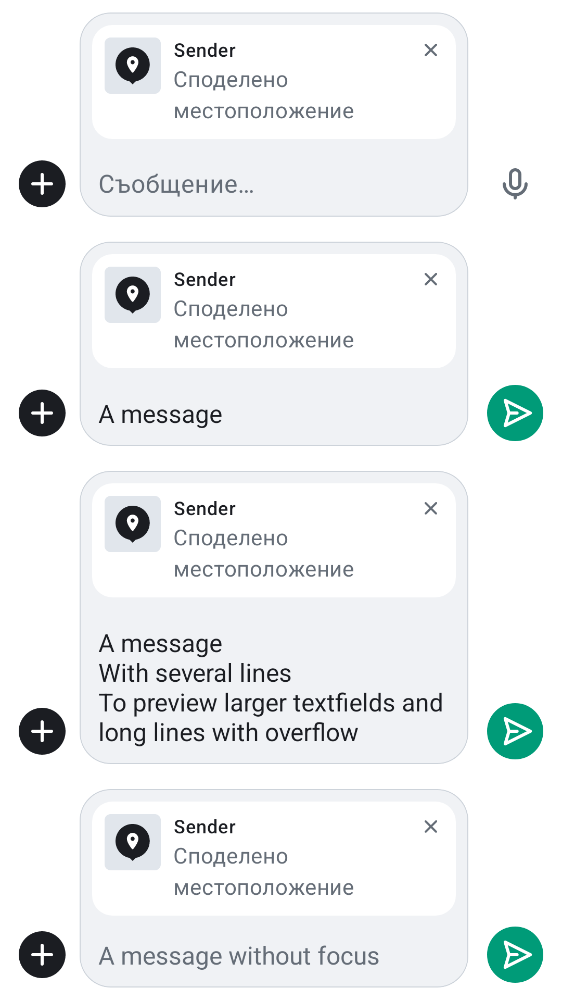 Sender
Споделено
местоположение
Съобщение…
Sender
Споделено
местоположение
A message
Sender
Споделено
местоположение
A message
With several lines
To preview larger textfields and
long lines with overflow
Sender
Споделено
местоположение
A message without focus